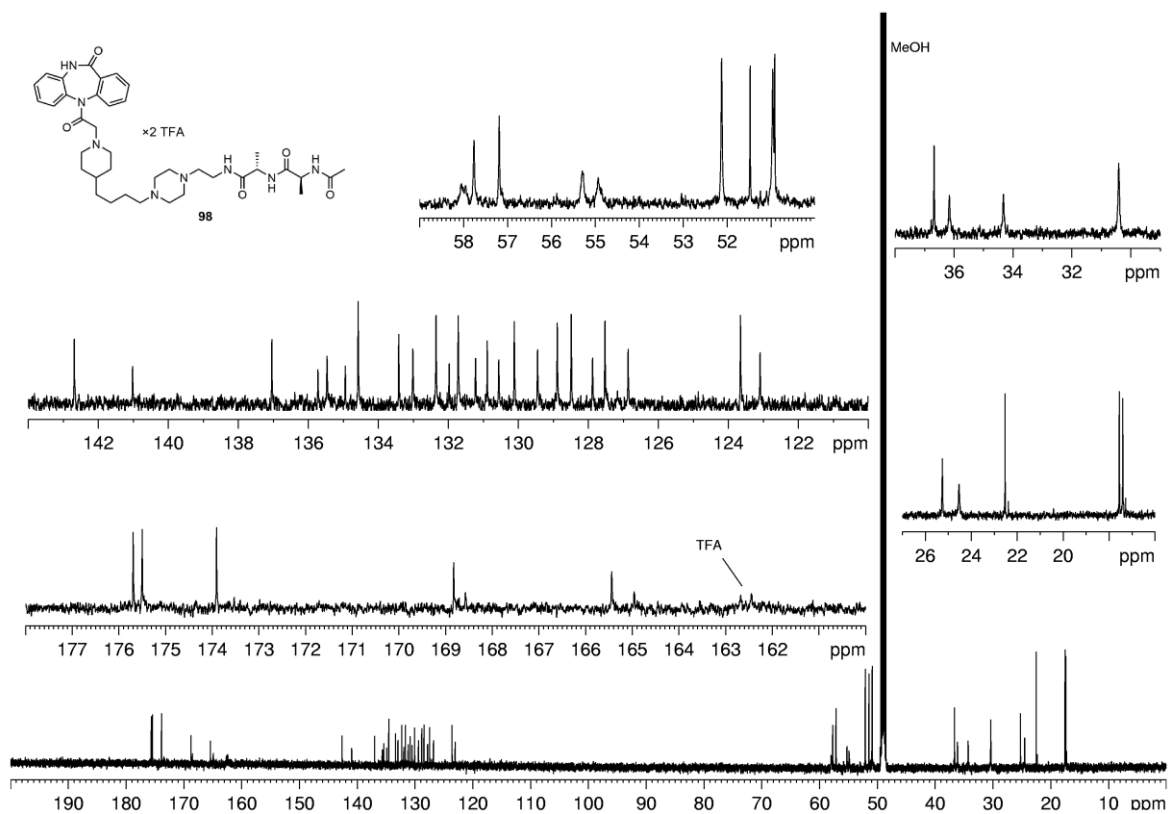 MeOH
HN
O
N
O
N
×2 TFA
N
N
H
N
O
N
H
O
H
N
O
98
58 57 56 55 54 53 52 ppm
36 34 32 ppm
142 140 138 136 134 132 130 128 126 124 122 ppm
26 24 22 20 ppm
TFA
177 176 175 174 173 172 171 170 169 168 167 166 165 164 163 162 ppm
190 180 170 160 150 140 130 120 110 100 90 80 70 60 50 40 30 20 10 ppm